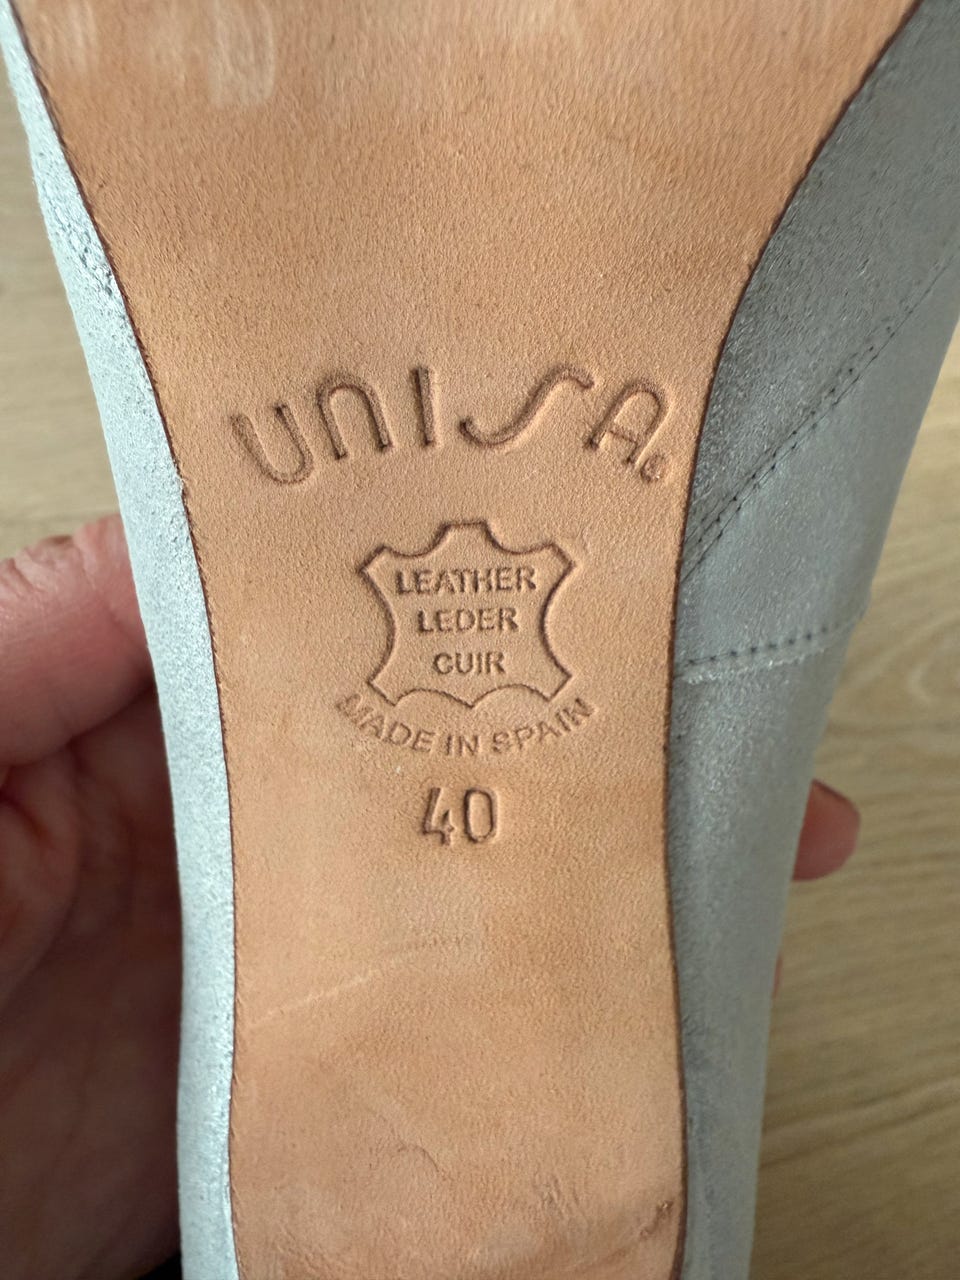 UNISA
LEATHER
LEDER
CUIR
MADE IN SPAIN
40